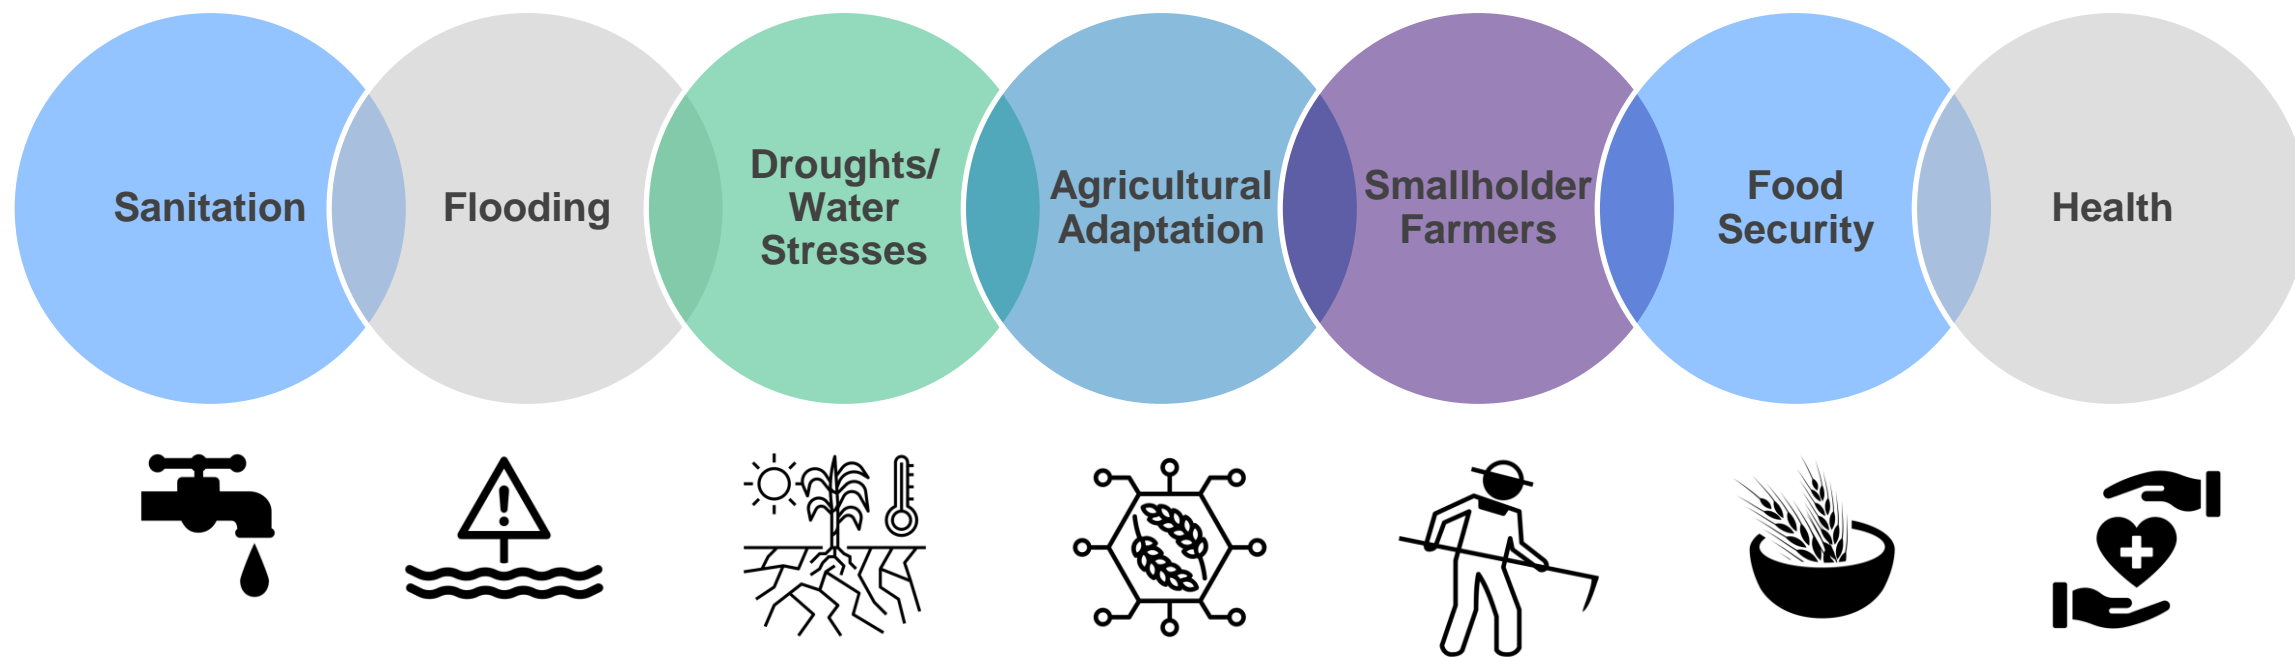 Sanitation
Flooding
Droughts/
Water
Stresses
Agricultural
Adaptation
Smallholder
Farmers
Food
Security
Health